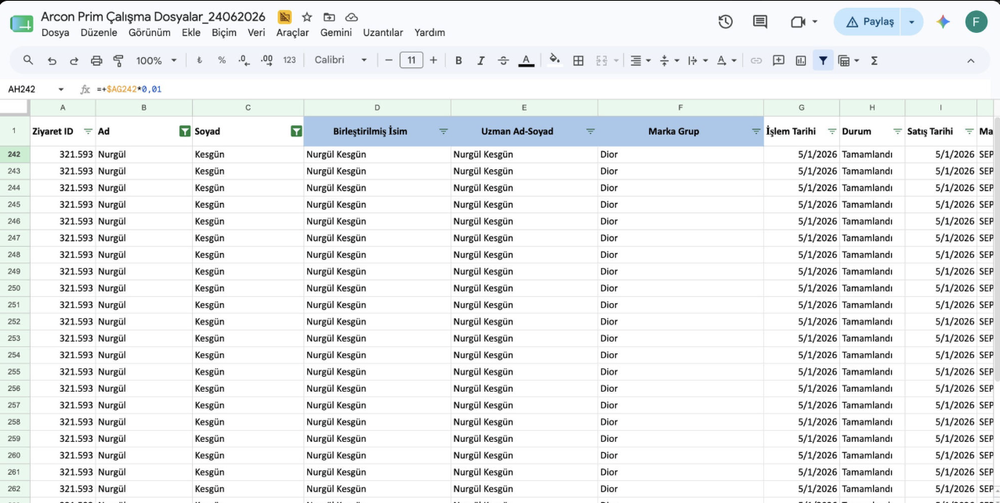 Arcon Prim Çalışma Dosyalar_24062026
Dosya Düzenle Görünüm Ekle Biçim Veri Araçlar Gemini Uzantılar Yardım
Paylaş
F
100% ₺ % .0 .00 123 Calibri 11 B I A A Σ
AH242 fx =+$AG242*0,01
A B C D E F G H I
1 Ziyaret ID Ad Soyad Birleştirilmiş İsim Uzman Ad-Soyad Marka Grup İşlem Tarihi Durum Satış Tarihi Ma
242 321.593 Nurgül Kesgün Nurgül Kesgün Nurgül Kesgün Dior 5/1/2026 Tamamlandı 5/1/2026 SEP
243 321.593 Nurgül Kesgün Nurgül Kesgün Nurgül Kesgün Dior 5/1/2026 Tamamlandı 5/1/2026 SEP
244 321.593 Nurgül Kesgün Nurgül Kesgün Nurgül Kesgün Dior 5/1/2026 Tamamlandı 5/1/2026 SEP
245 321.593 Nurgül Kesgün Nurgül Kesgün Nurgül Kesgün Dior 5/1/2026 Tamamlandı 5/1/2026 SEP
246 321.593 Nurgül Kesgün Nurgül Kesgün Nurgül Kesgün Dior 5/1/2026 Tamamlandı 5/1/2026 SEP
247 321.593 Nurgül Kesgün Nurgül Kesgün Nurgül Kesgün Dior 5/1/2026 Tamamlandı 5/1/2026 SEP
248 321.593 Nurgül Kesgün Nurgül Kesgün Nurgül Kesgün Dior 5/1/2026 Tamamlandı 5/1/2026 SEP
249 321.593 Nurgül Kesgün Nurgül Kesgün Nurgül Kesgün Dior 5/1/2026 Tamamlandı 5/1/2026 SEP
250 321.593 Nurgül Kesgün Nurgül Kesgün Nurgül Kesgün Dior 5/1/2026 Tamamlandı 5/1/2026 SEP
251 321.593 Nurgül Kesgün Nurgül Kesgün Nurgül Kesgün Dior 5/1/2026 Tamamlandı 5/1/2026 SEP
252 321.593 Nurgül Kesgün Nurgül Kesgün Nurgül Kesgün Dior 5/1/2026 Tamamlandı 5/1/2026 SEP
253 321.593 Nurgül Kesgün Nurgül Kesgün Nurgül Kesgün Dior 5/1/2026 Tamamlandı 5/1/2026 SEP
254 321.593 Nurgül Kesgün Nurgül Kesgün Nurgül Kesgün Dior 5/1/2026 Tamamlandı 5/1/2026 SEP
255 321.593 Nurgül Kesgün Nurgül Kesgün Nurgül Kesgün Dior 5/1/2026 Tamamlandı 5/1/2026 SEP
256 321.593 Nurgül Kesgün Nurgül Kesgün Nurgül Kesgün Dior 5/1/2026 Tamamlandı 5/1/2026 SEP
257 321.593 Nurgül Kesgün Nurgül Kesgün Nurgül Kesgün Dior 5/1/2026 Tamamlandı 5/1/2026 SEP
258 321.593 Nurgül Kesgün Nurgül Kesgün Nurgül Kesgün Dior 5/1/2026 Tamamlandı 5/1/2026 SEP
259 321.593 Nurgül Kesgün Nurgül Kesgün Nurgül Kesgün Dior 5/1/2026 Tamamlandı 5/1/2026 SEP
260 321.593 Nurgül Kesgün Nurgül Kesgün Nurgül Kesgün Dior 5/1/2026 Tamamlandı 5/1/2026 SEP
261 321.593 Nurgül Kesgün Nurgül Kesgün Nurgül Kesgün Dior 5/1/2026 Tamamlandı 5/1/2026 SEP
262 321.593 Nurgül Kesgün Nurgül Kesgün Nurgül Kesgün Dior 5/1/2026 Tamamlandı 5/1/2026 SEP